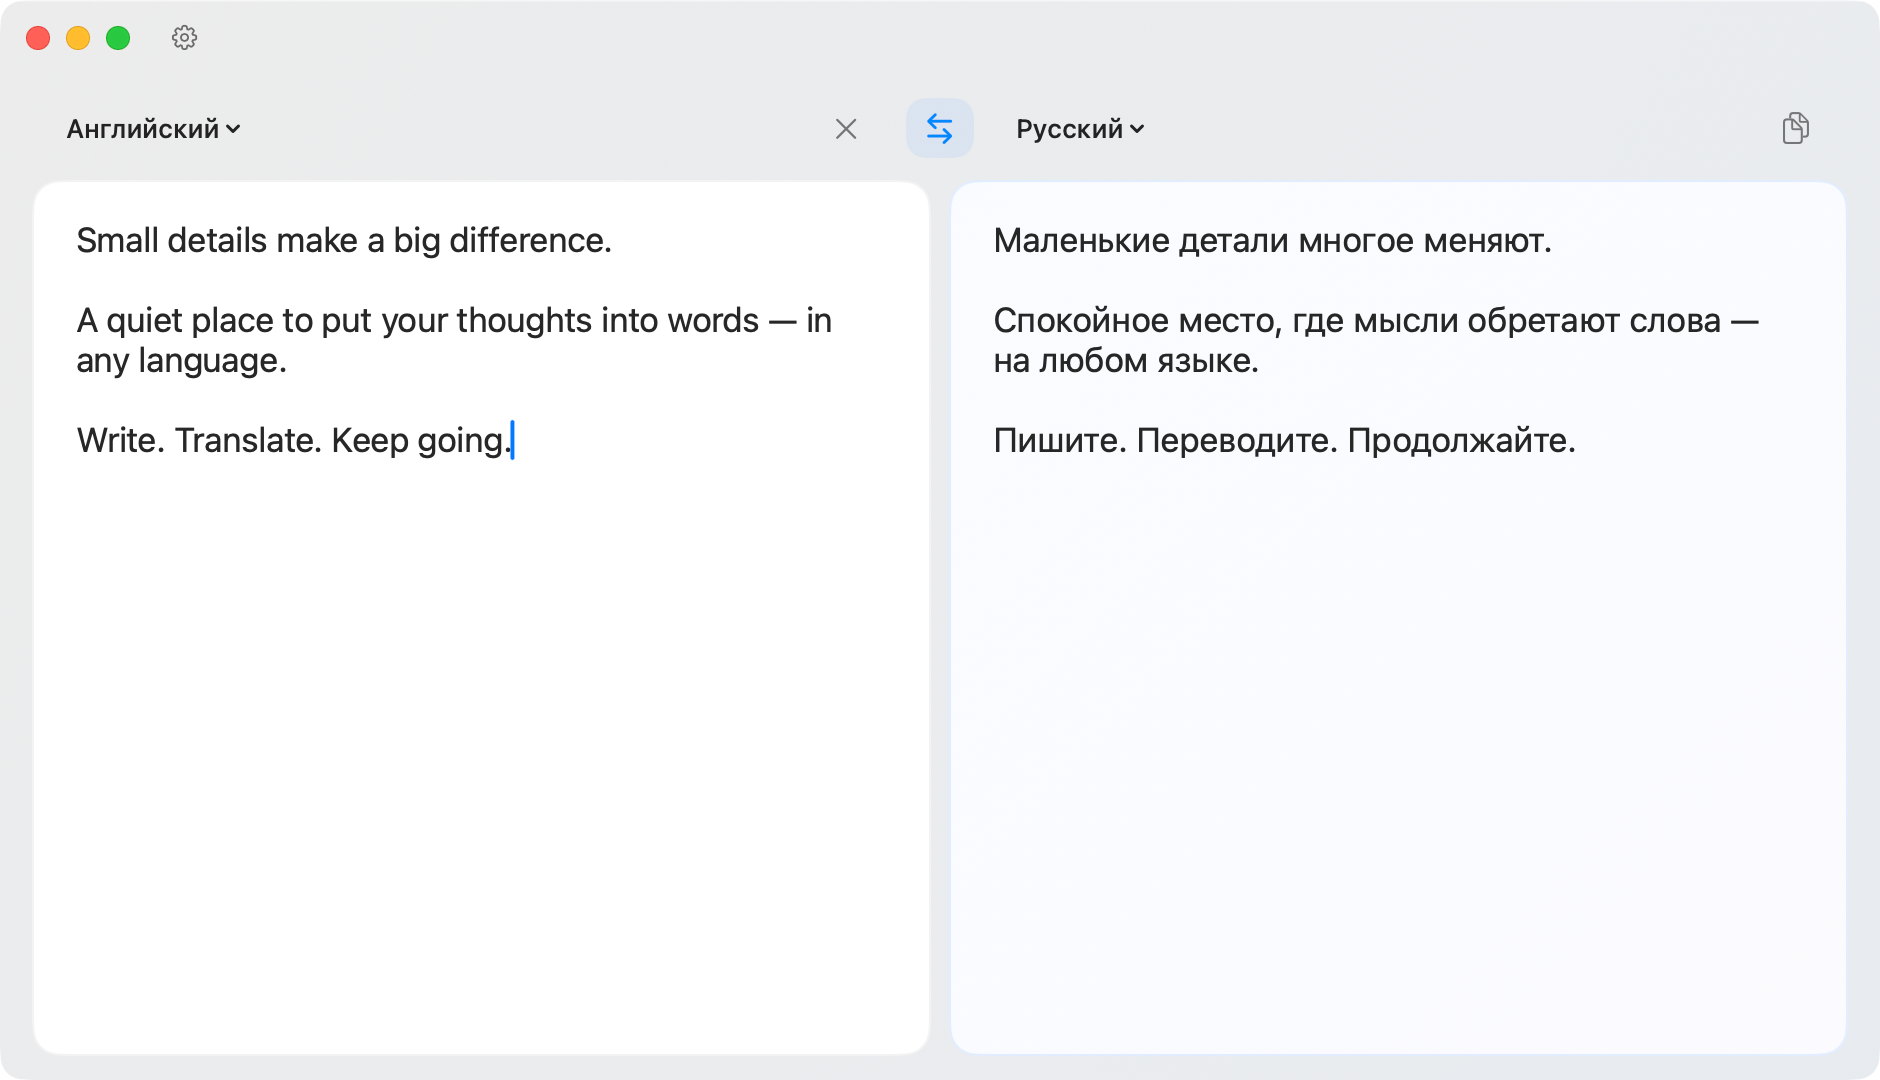 Английский
Русский
Small details make a big difference.
A quiet place to put your thoughts into words — in
any language.
Write. Translate. Keep going.
Маленькие детали многое меняют.
Спокойное место, где мысли обретают слова —
на любом языке.
Пишите. Переводите. Продолжайте.